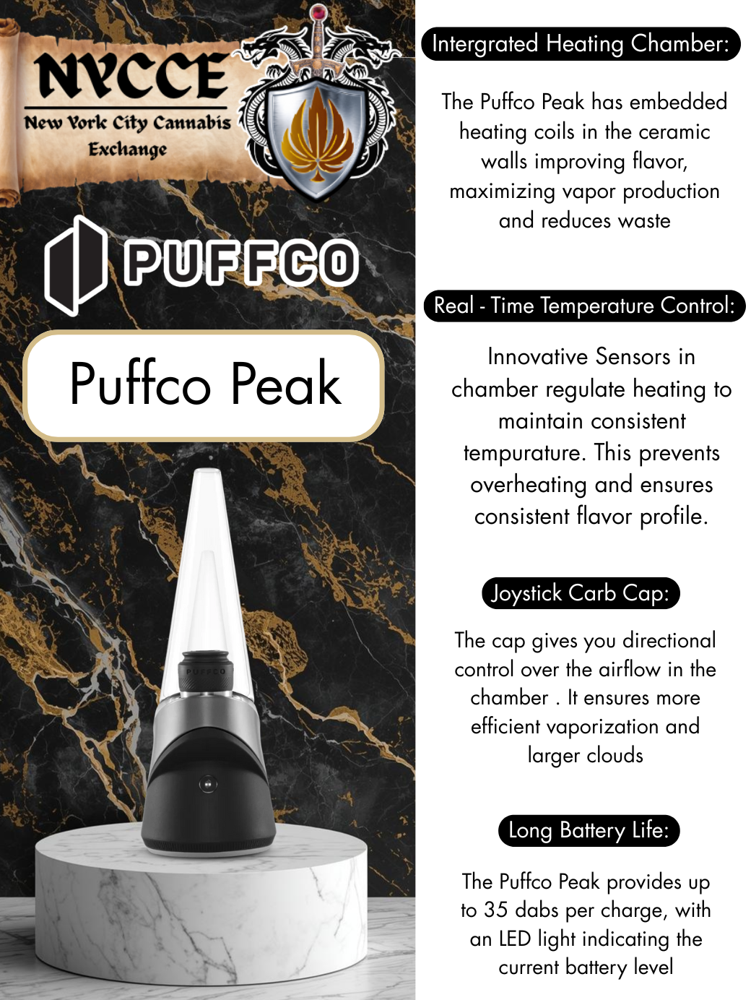 NYCCE
New York City Cannabis
Exchange
PUFFCO
Puffco Peak
PUFFCO
Intergrated Heating Chamber:
The Puffco Peak has embedded
heating coils in the ceramic
walls improving flavor,
maximizing vapor production
and reduces waste
Real - Time Temperature Control:
Innovative Sensors in
chamber regulate heating to
maintain consistent
tempurature. This prevents
overheating and ensures
consistent flavor profile.
Joystick Carb Cap:
The cap gives you directional
control over the airflow in the
chamber . It ensures more
efficient vaporization and
larger clouds
Long Battery Life:
The Puffco Peak provides up
to 35 dabs per charge, with
an LED light indicating the
current battery level